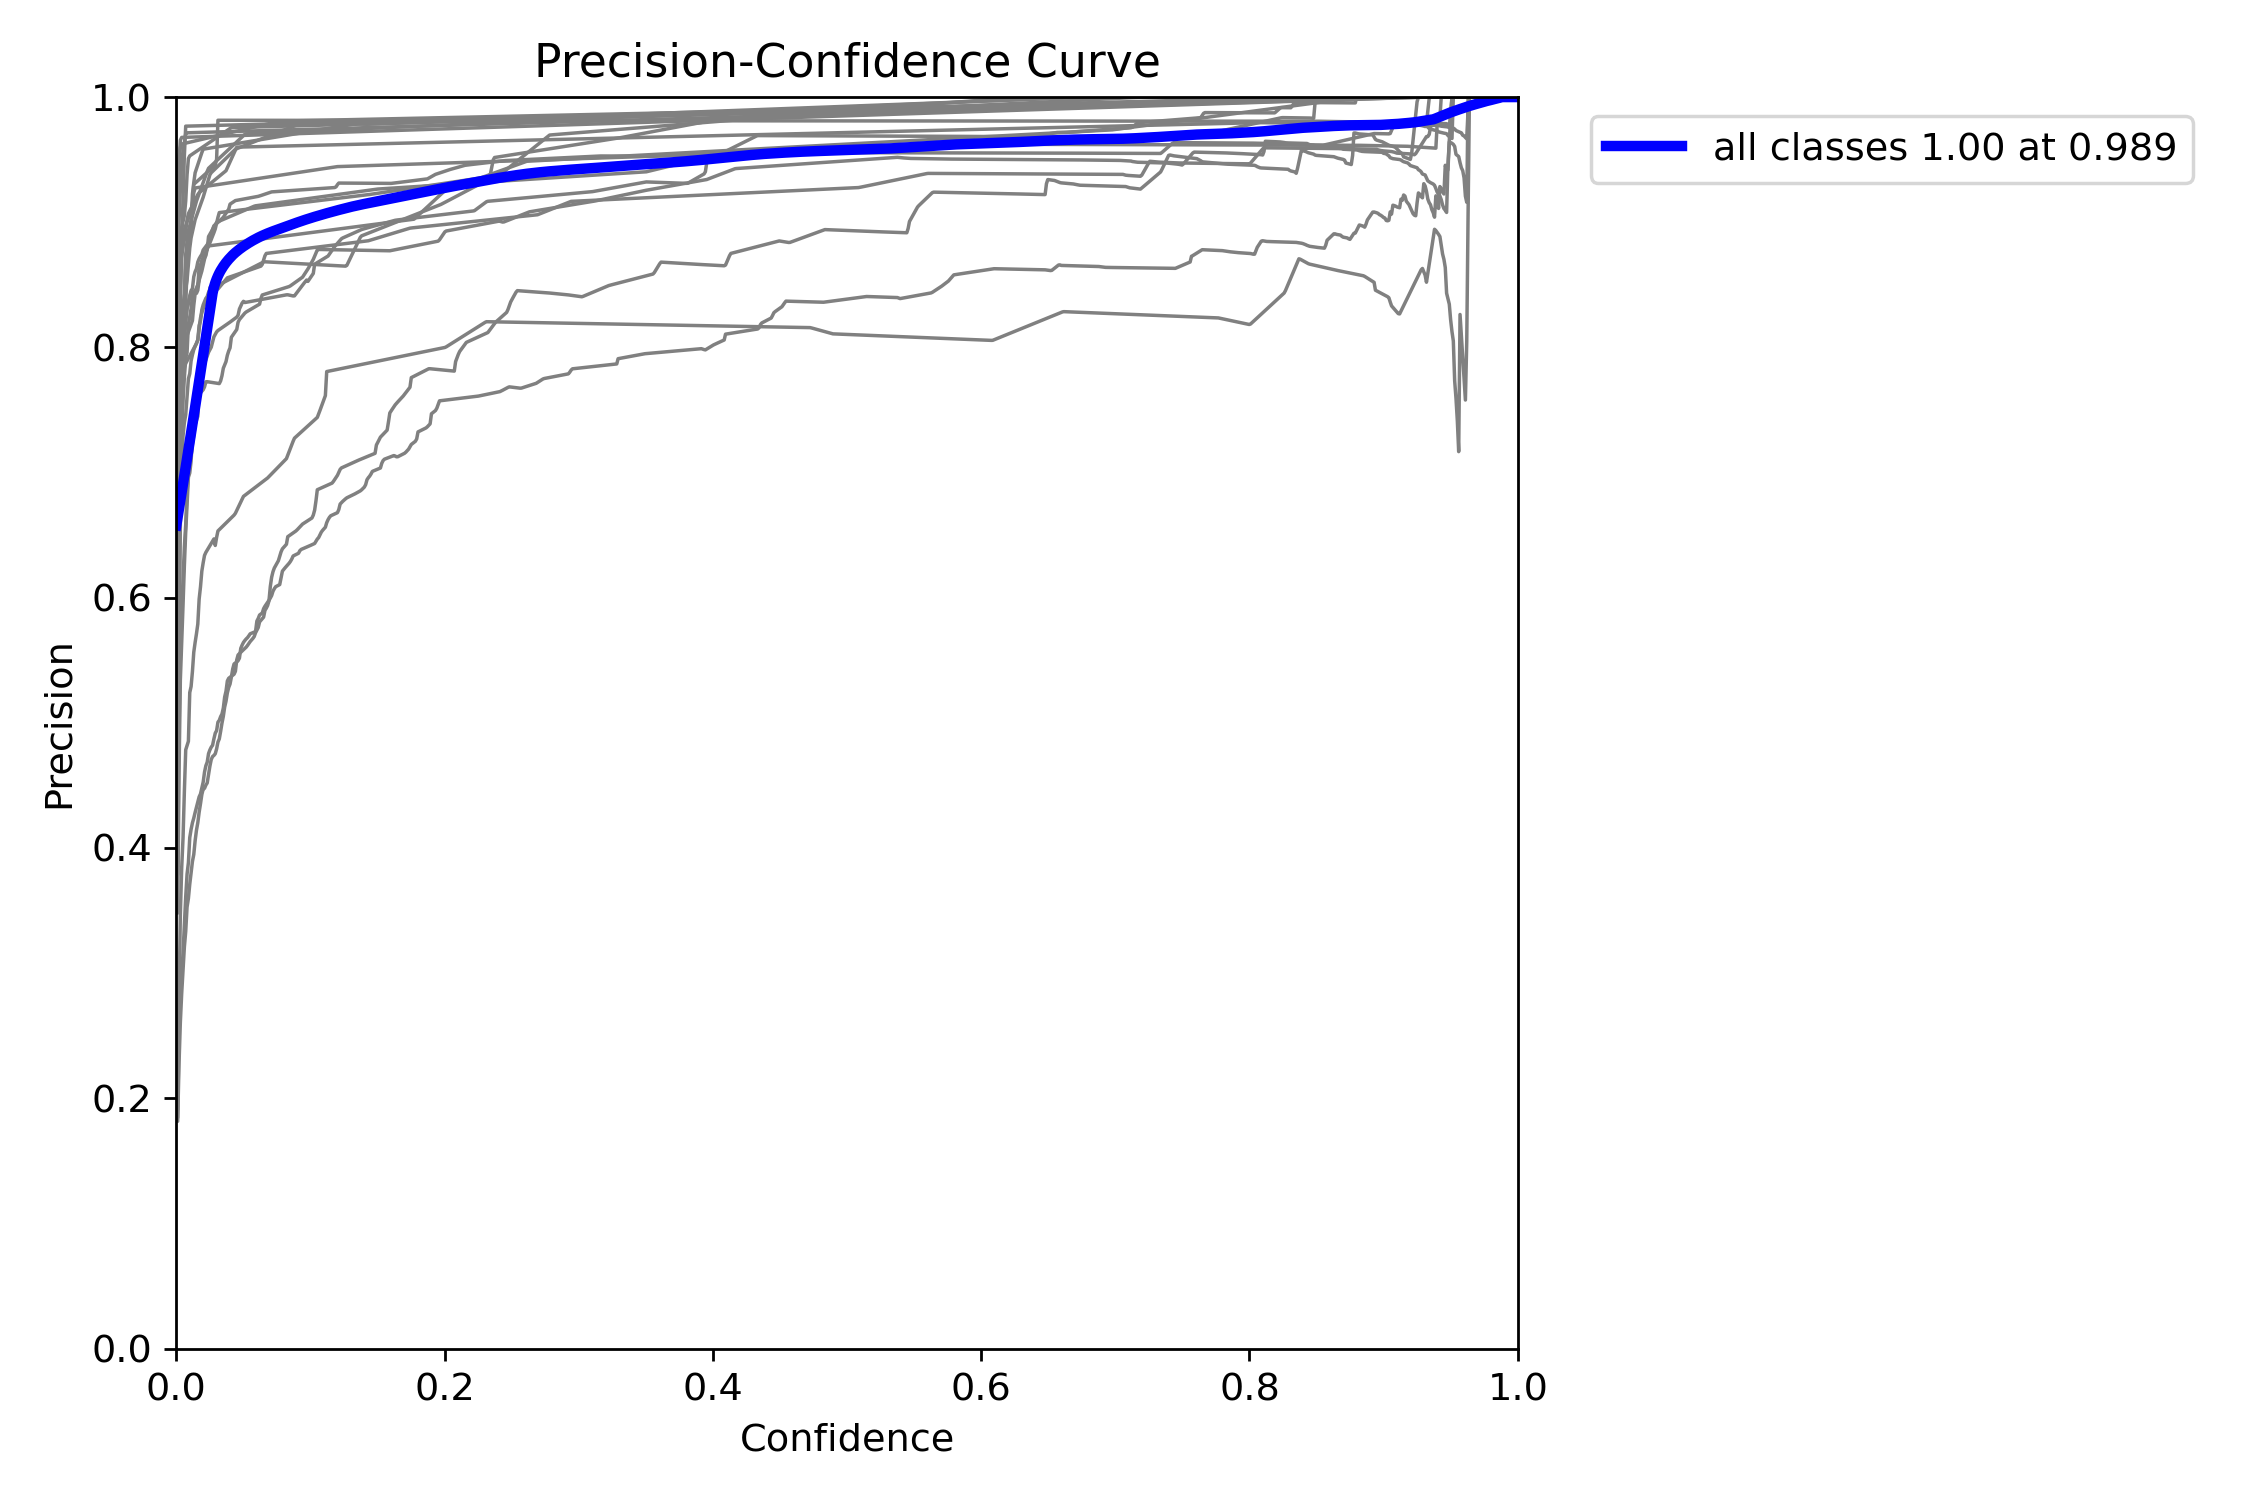 Precision-Confidence Curve
1.0
0.8
0.6
0.4
0.2
0.0
Precision
0.0 0.2 0.4 0.6 0.8 1.0
Confidence
all classes 1.00 at 0.989